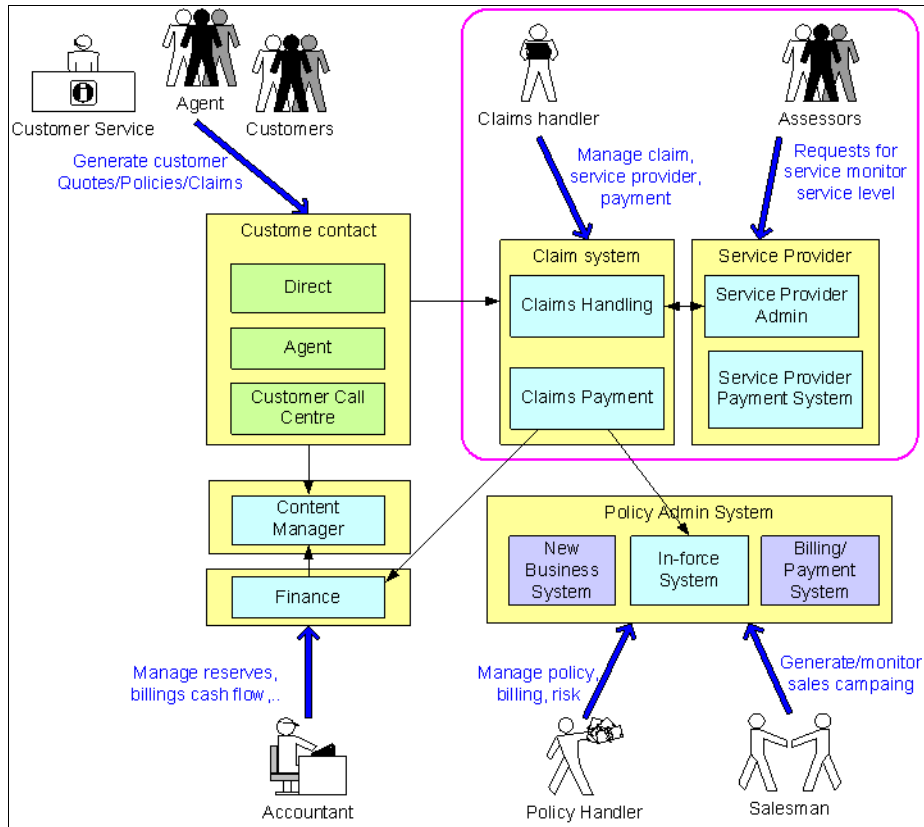 Customer Service
Agent
Customers
Generate customer
Quotes/Policies/Claims
Claims handler
Assessors
Manage claim,
service provider,
payment
Requests for
service monitor
service level
Custome contact
Direct
Agent
Customer Call
Centre
Claim system
Claims Handling
Claims Payment
Service Provider
Service Provider
Admin
Service Provider
Payment System
Content
Manager
Finance
Policy Admin System
New
Business
System
In-force
System
Billing/
Payment
System
Manage reserves,
billings cash flow,..
Manage policy,
billing, risk
Generate/monitor
sales campaing
Accountant
Policy Handler
Salesman